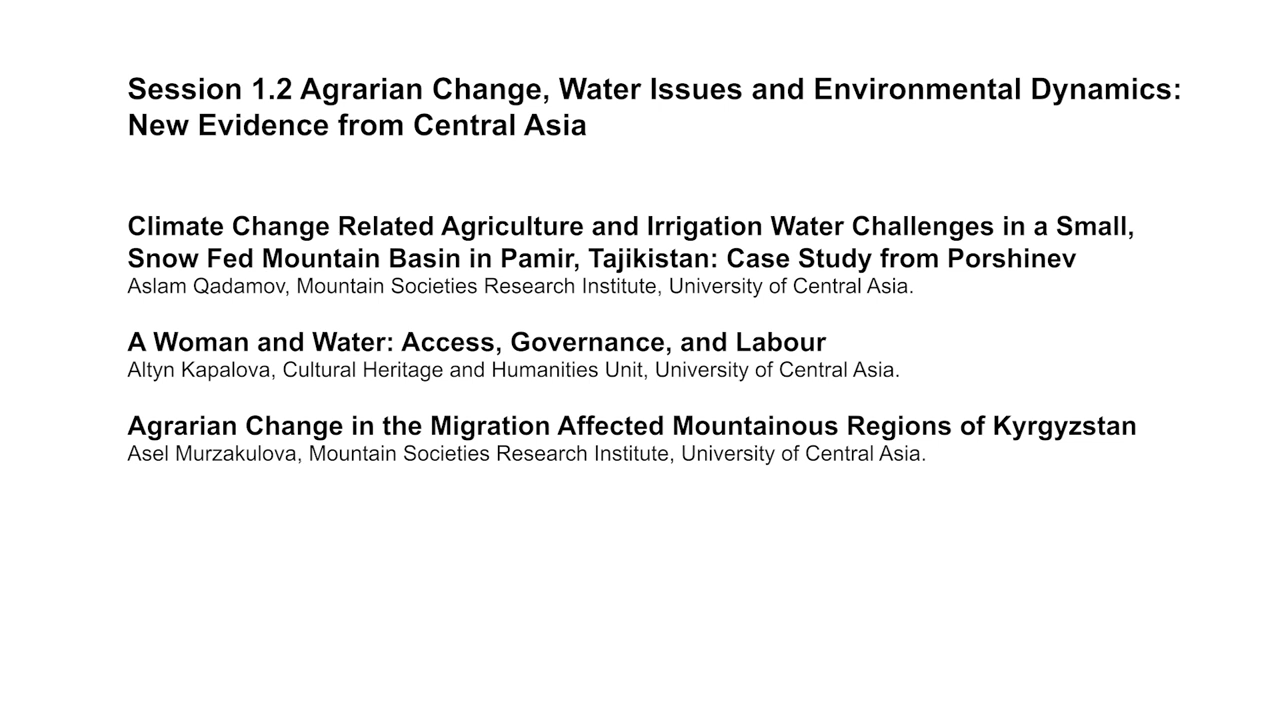 Session 1.2 Agrarian Change, Water Issues and Environmental Dynamics:
New Evidence from Central Asia
Climate Change Related Agriculture and Irrigation Water Challenges in a Small,
Snow Fed Mountain Basin in Pamir, Tajikistan: Case Study from Porshinev
Aslam Qadamov, Mountain Societies Research Institute, University of Central Asia.
A Woman and Water: Access, Governance, and Labour
Altyn Kapalova, Cultural Heritage and Humanities Unit, University of Central Asia.
Agrarian Change in the Migration Affected Mountainous Regions of Kyrgyzstan
Asel Murzakulova, Mountain Societies Research Institute, University of Central Asia.